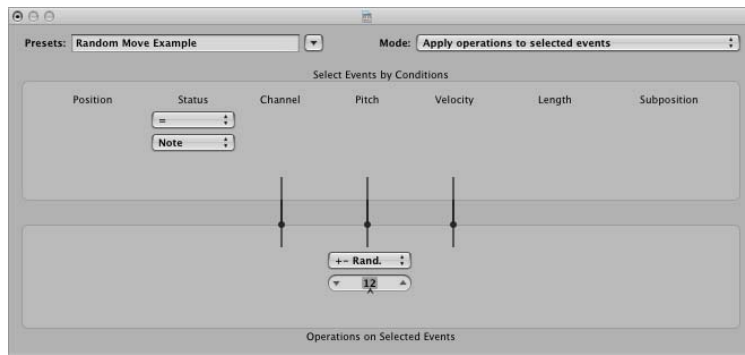 Presets: Random Move Example Mode: Apply operations to selected events
Select Events by Conditions
Position Status Channel Pitch Velocity Length Subposition
=
Note
+- Rand.
12
Operations on Selected Events